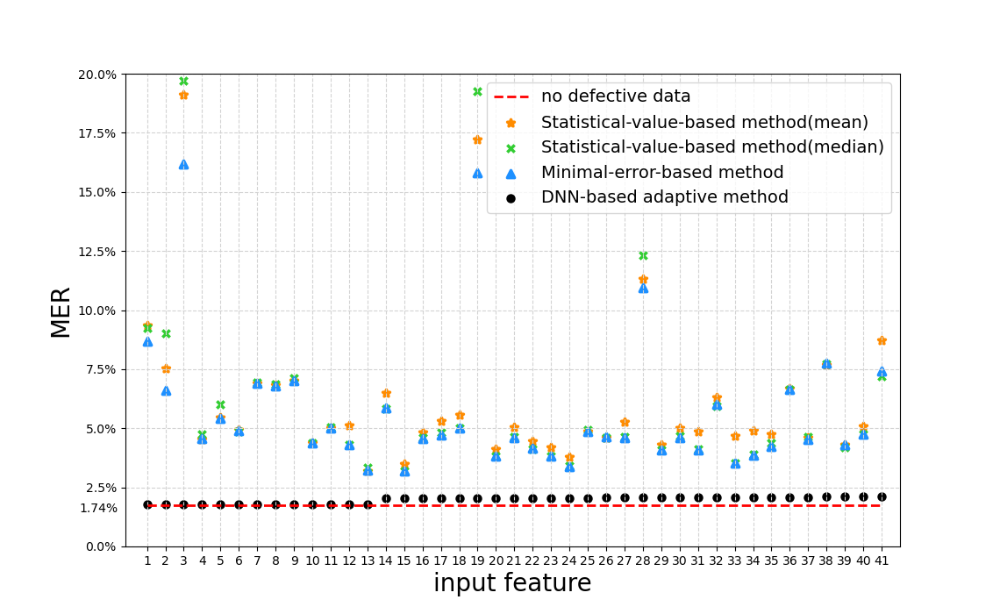 20.0%
17.5%
15.0%
12.5%
10.0%
7.5%
5.0%
2.5%
1.74%
0.0%
MER
no defective data
Statistical-value-based method(mean)
Statistical-value-based method(median)
Minimal-error-based method
DNN-based adaptive method
1 2 3 4 5 6 7 8 9 10 11 12 13 14 15 16 17 18 19 20 21 22 23 24 25 26 27 28 29 30 31 32 33 34 35 36 37 38 39 40 41
input feature